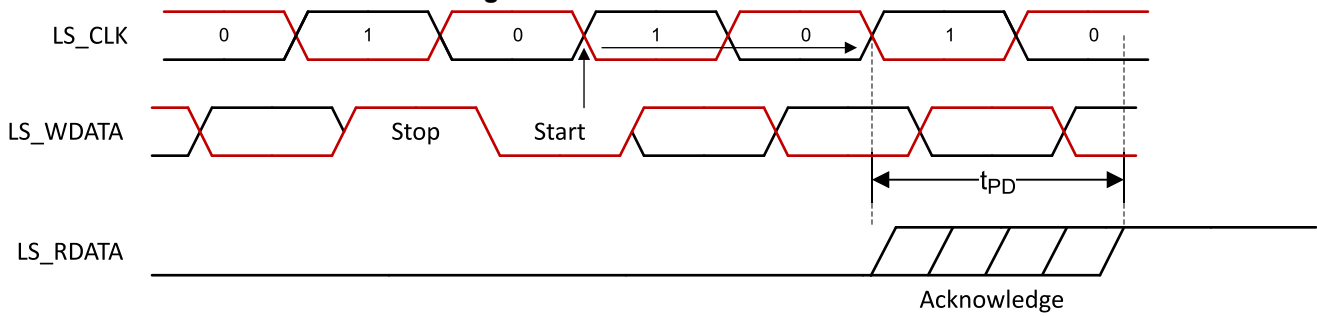 LS_CLK 0 1 0 1 0 1 0
LS_WDATA Stop Start
tPD
LS_RDATA
Acknowledge